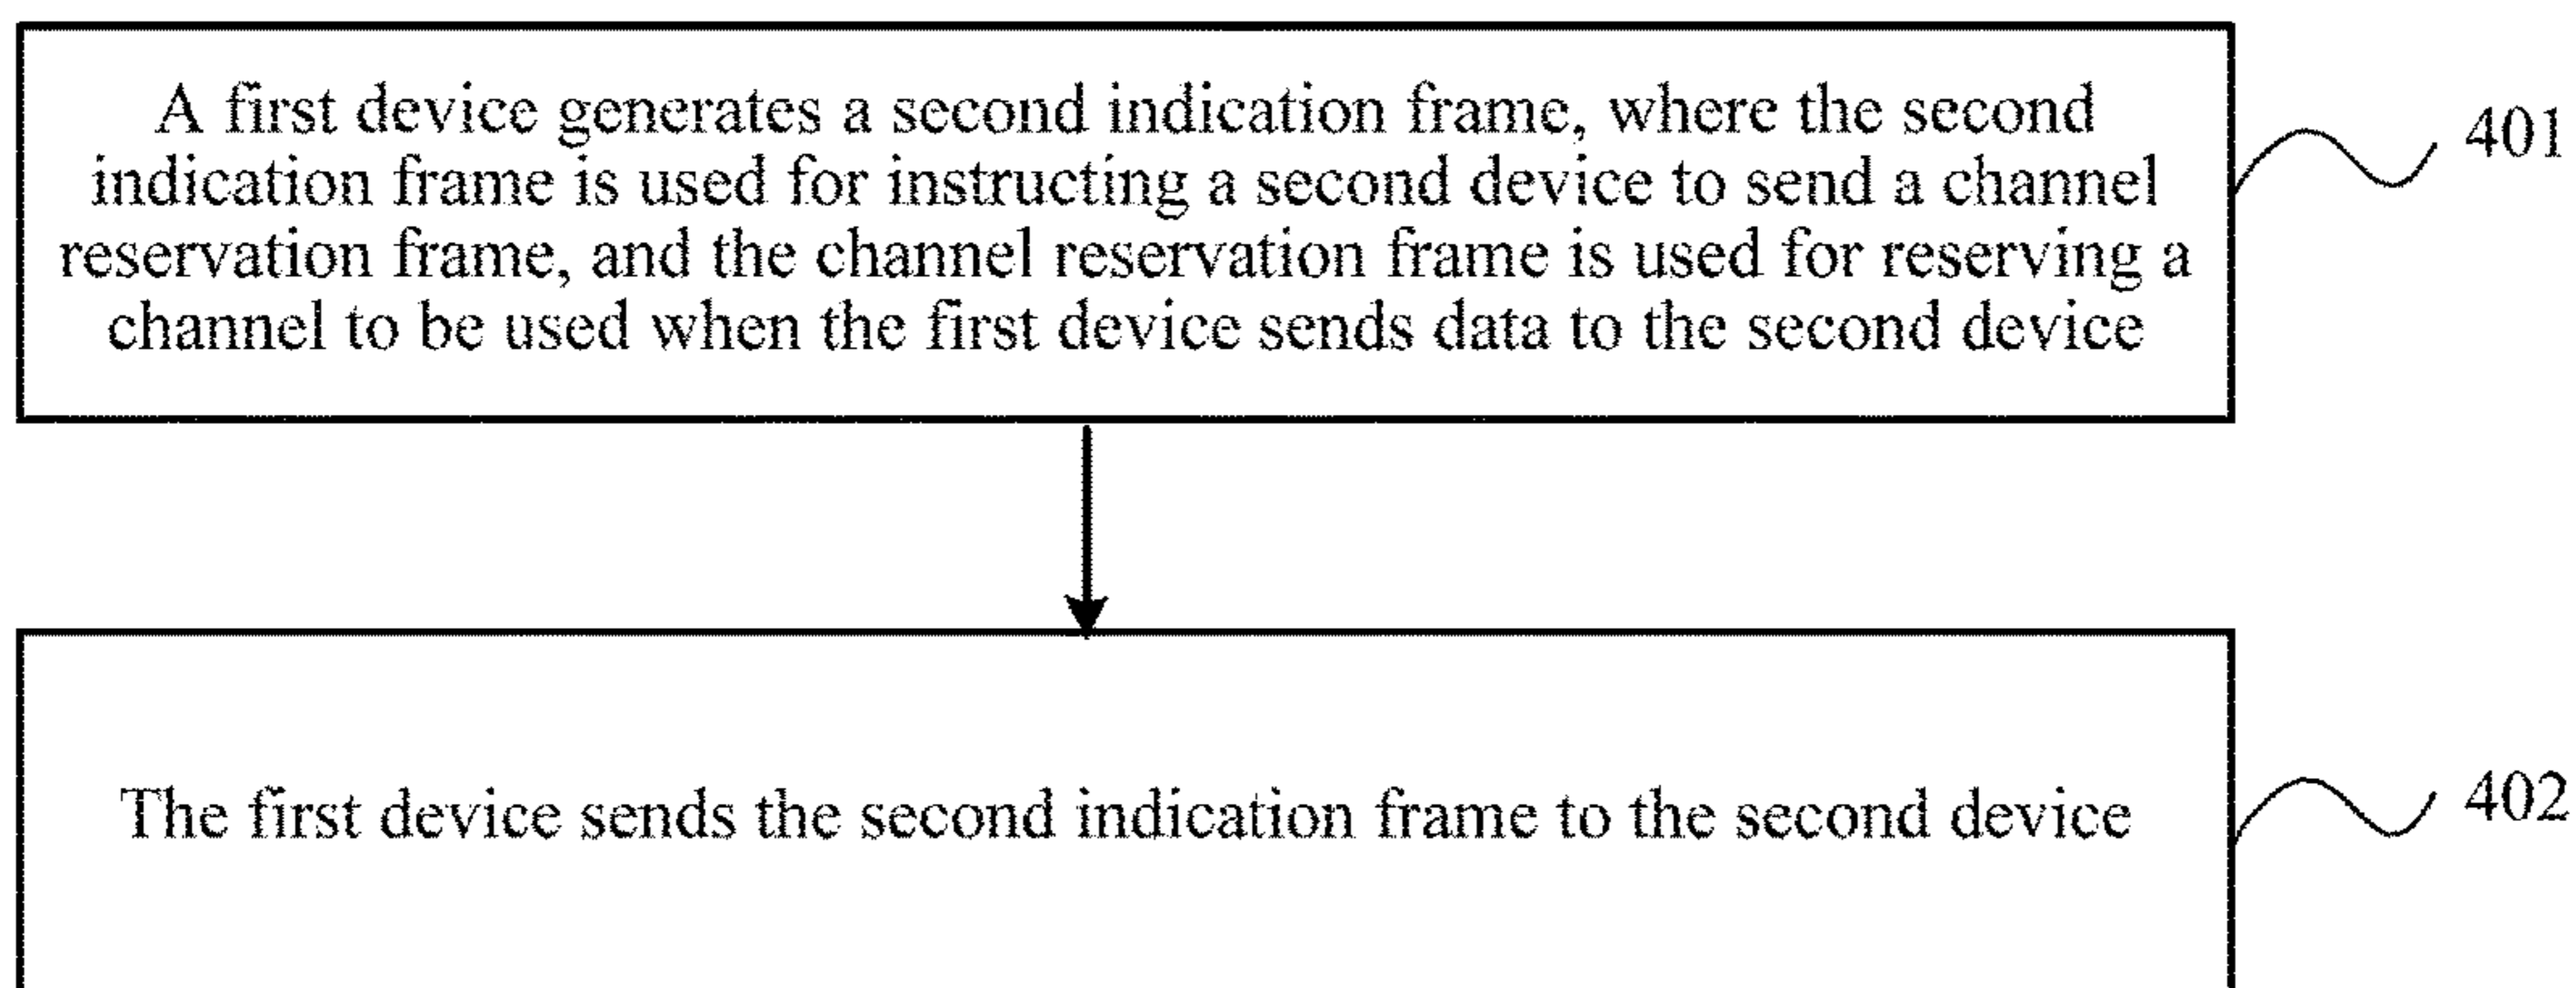 A first device generates a second indication frame, where the second
indication frame is used for instructing a second device to send a channel
reservation frame, and the channel reservation frame is used for reserving a
channel to be used when the first device sends data to the second device
401
The first device sends the second indication frame to the second device
402